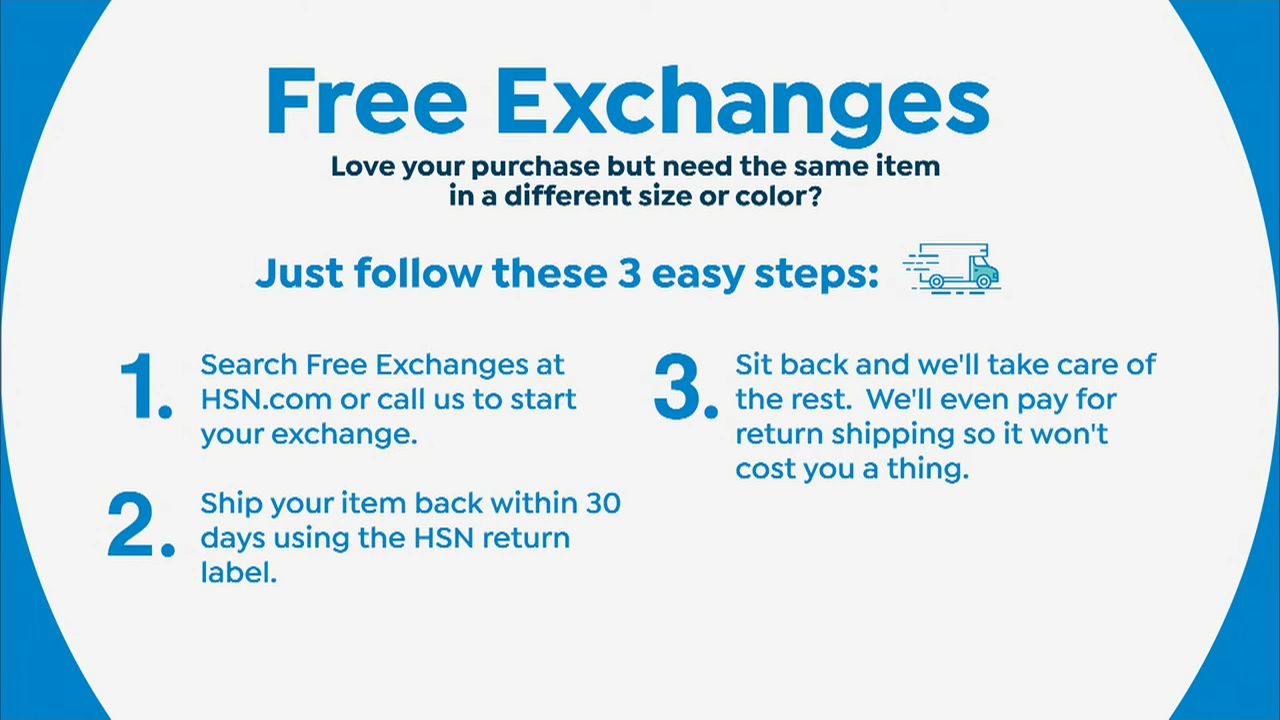 Free Exchanges
Love your purchase but need the same item
in a different size or color?
Just follow these 3 easy steps:
1. Search Free Exchanges at
HSN.com or call us to start
your exchange.
2. Ship your item back within 30
days using the HSN return
label.
3. Sit back and we'll take care of
the rest. We'll even pay for
return shipping so it won't
cost you a thing.